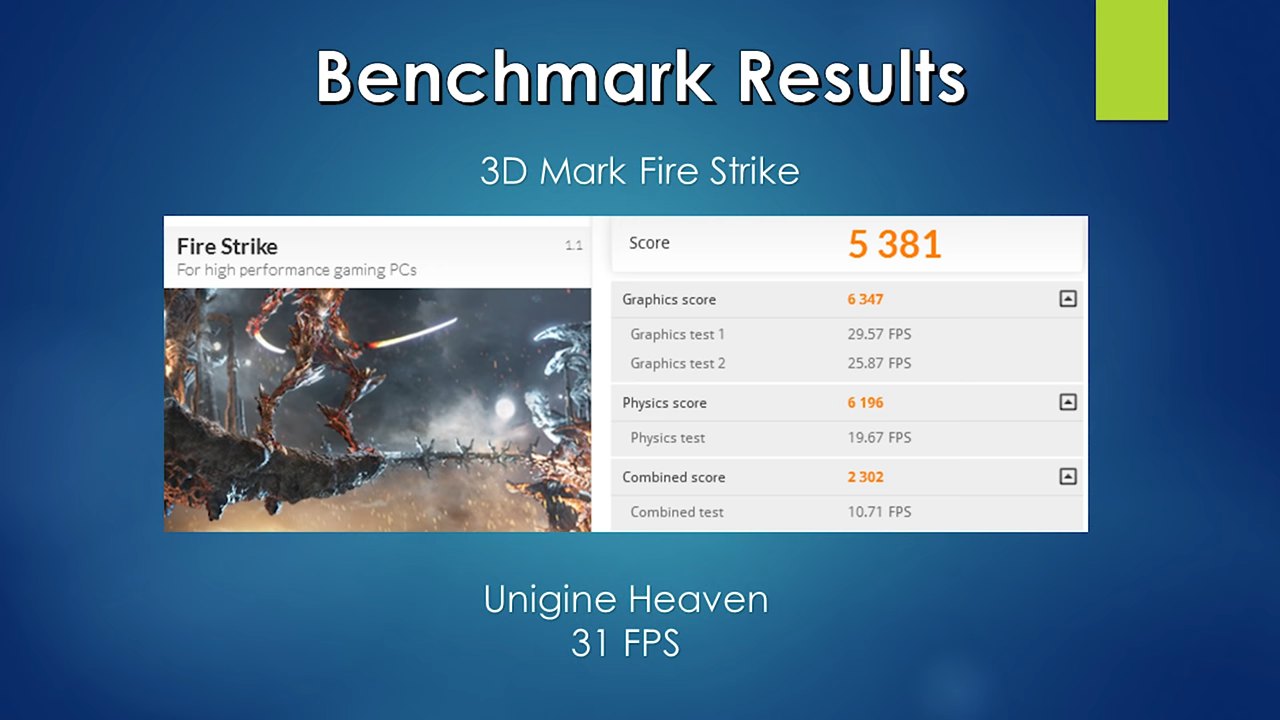 Benchmark Results
3D Mark Fire Strike
Fire Strike 1.1
For high performance gaming PCs
Score 5 381
Graphics score 6 347
Graphics test 1 29.57 FPS
Graphics test 2 25.87 FPS
Physics score 6 196
Physics test 19.67 FPS
Combined score 2 302
Combined test 10.71 FPS
Unigine Heaven
31 FPS